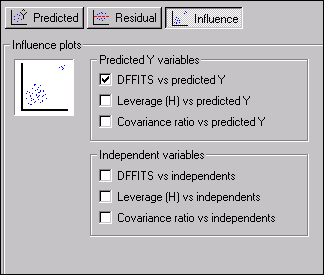 Predicted Residual Influence
Influence plots
Predicted Y variables
DFFITS vs predicted Y
Leverage (H) vs predicted Y
Covariance ratio vs predicted Y
Independent variables
DFFITS vs independents
Leverage (H) vs independents
Covariance ratio vs independents